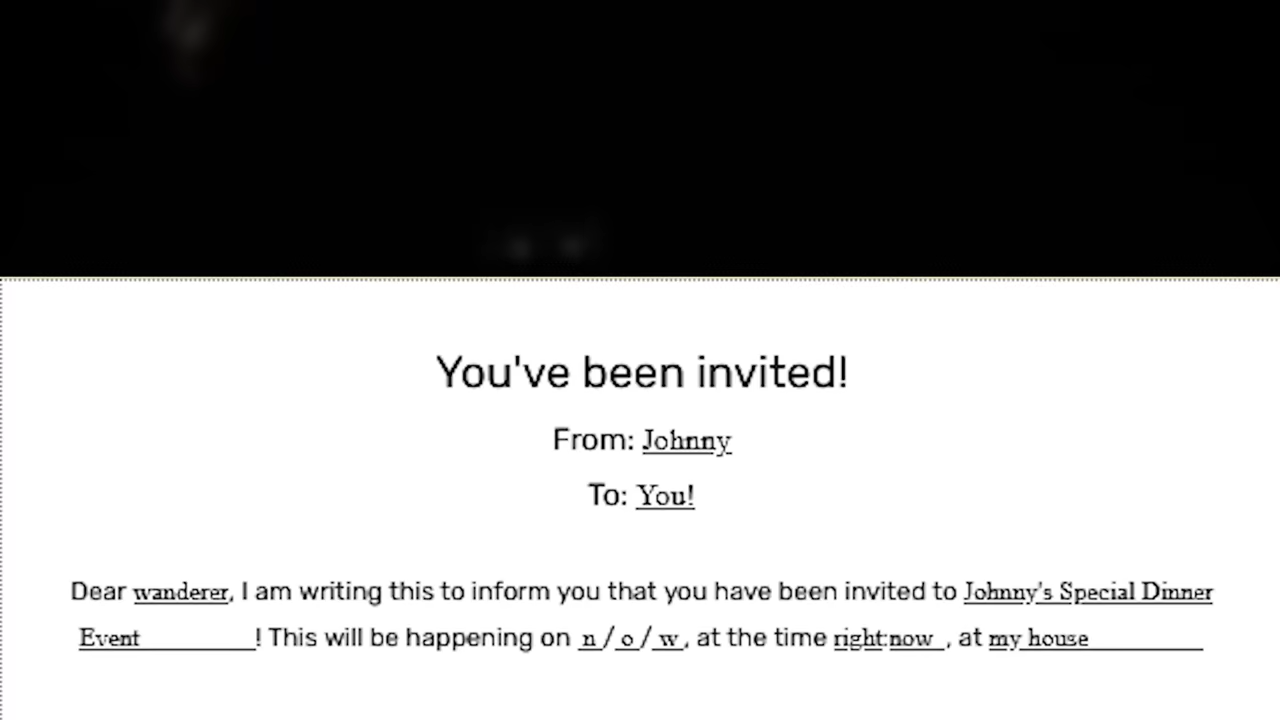 You've been invited!
From: Johnny
To: You!
Dear wanderer, I am writing this to inform you that you have been invited to Johnny's Special Dinner
Event! This will be happening on n/o/w, at the time right:now, at my house